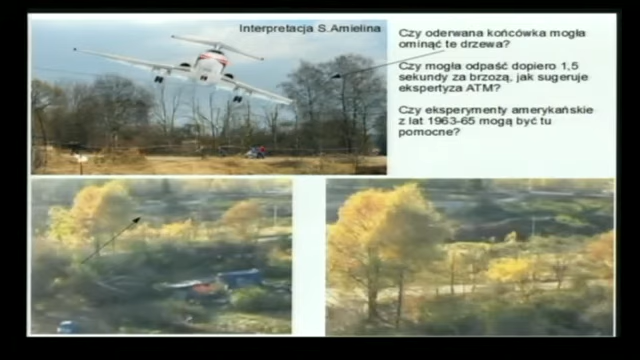 Interpretacja S.Amielina
Czy oderwana końcówka mogła
ominąć te drzewa?
Czy mogła odpaść dopiero 1,5
sekundy za brzozą, jak sugeruje
ekspertyza ATM?
Czy eksperymenty amerykańskie
z lat 1963-65 mogą być tu
pomocne?